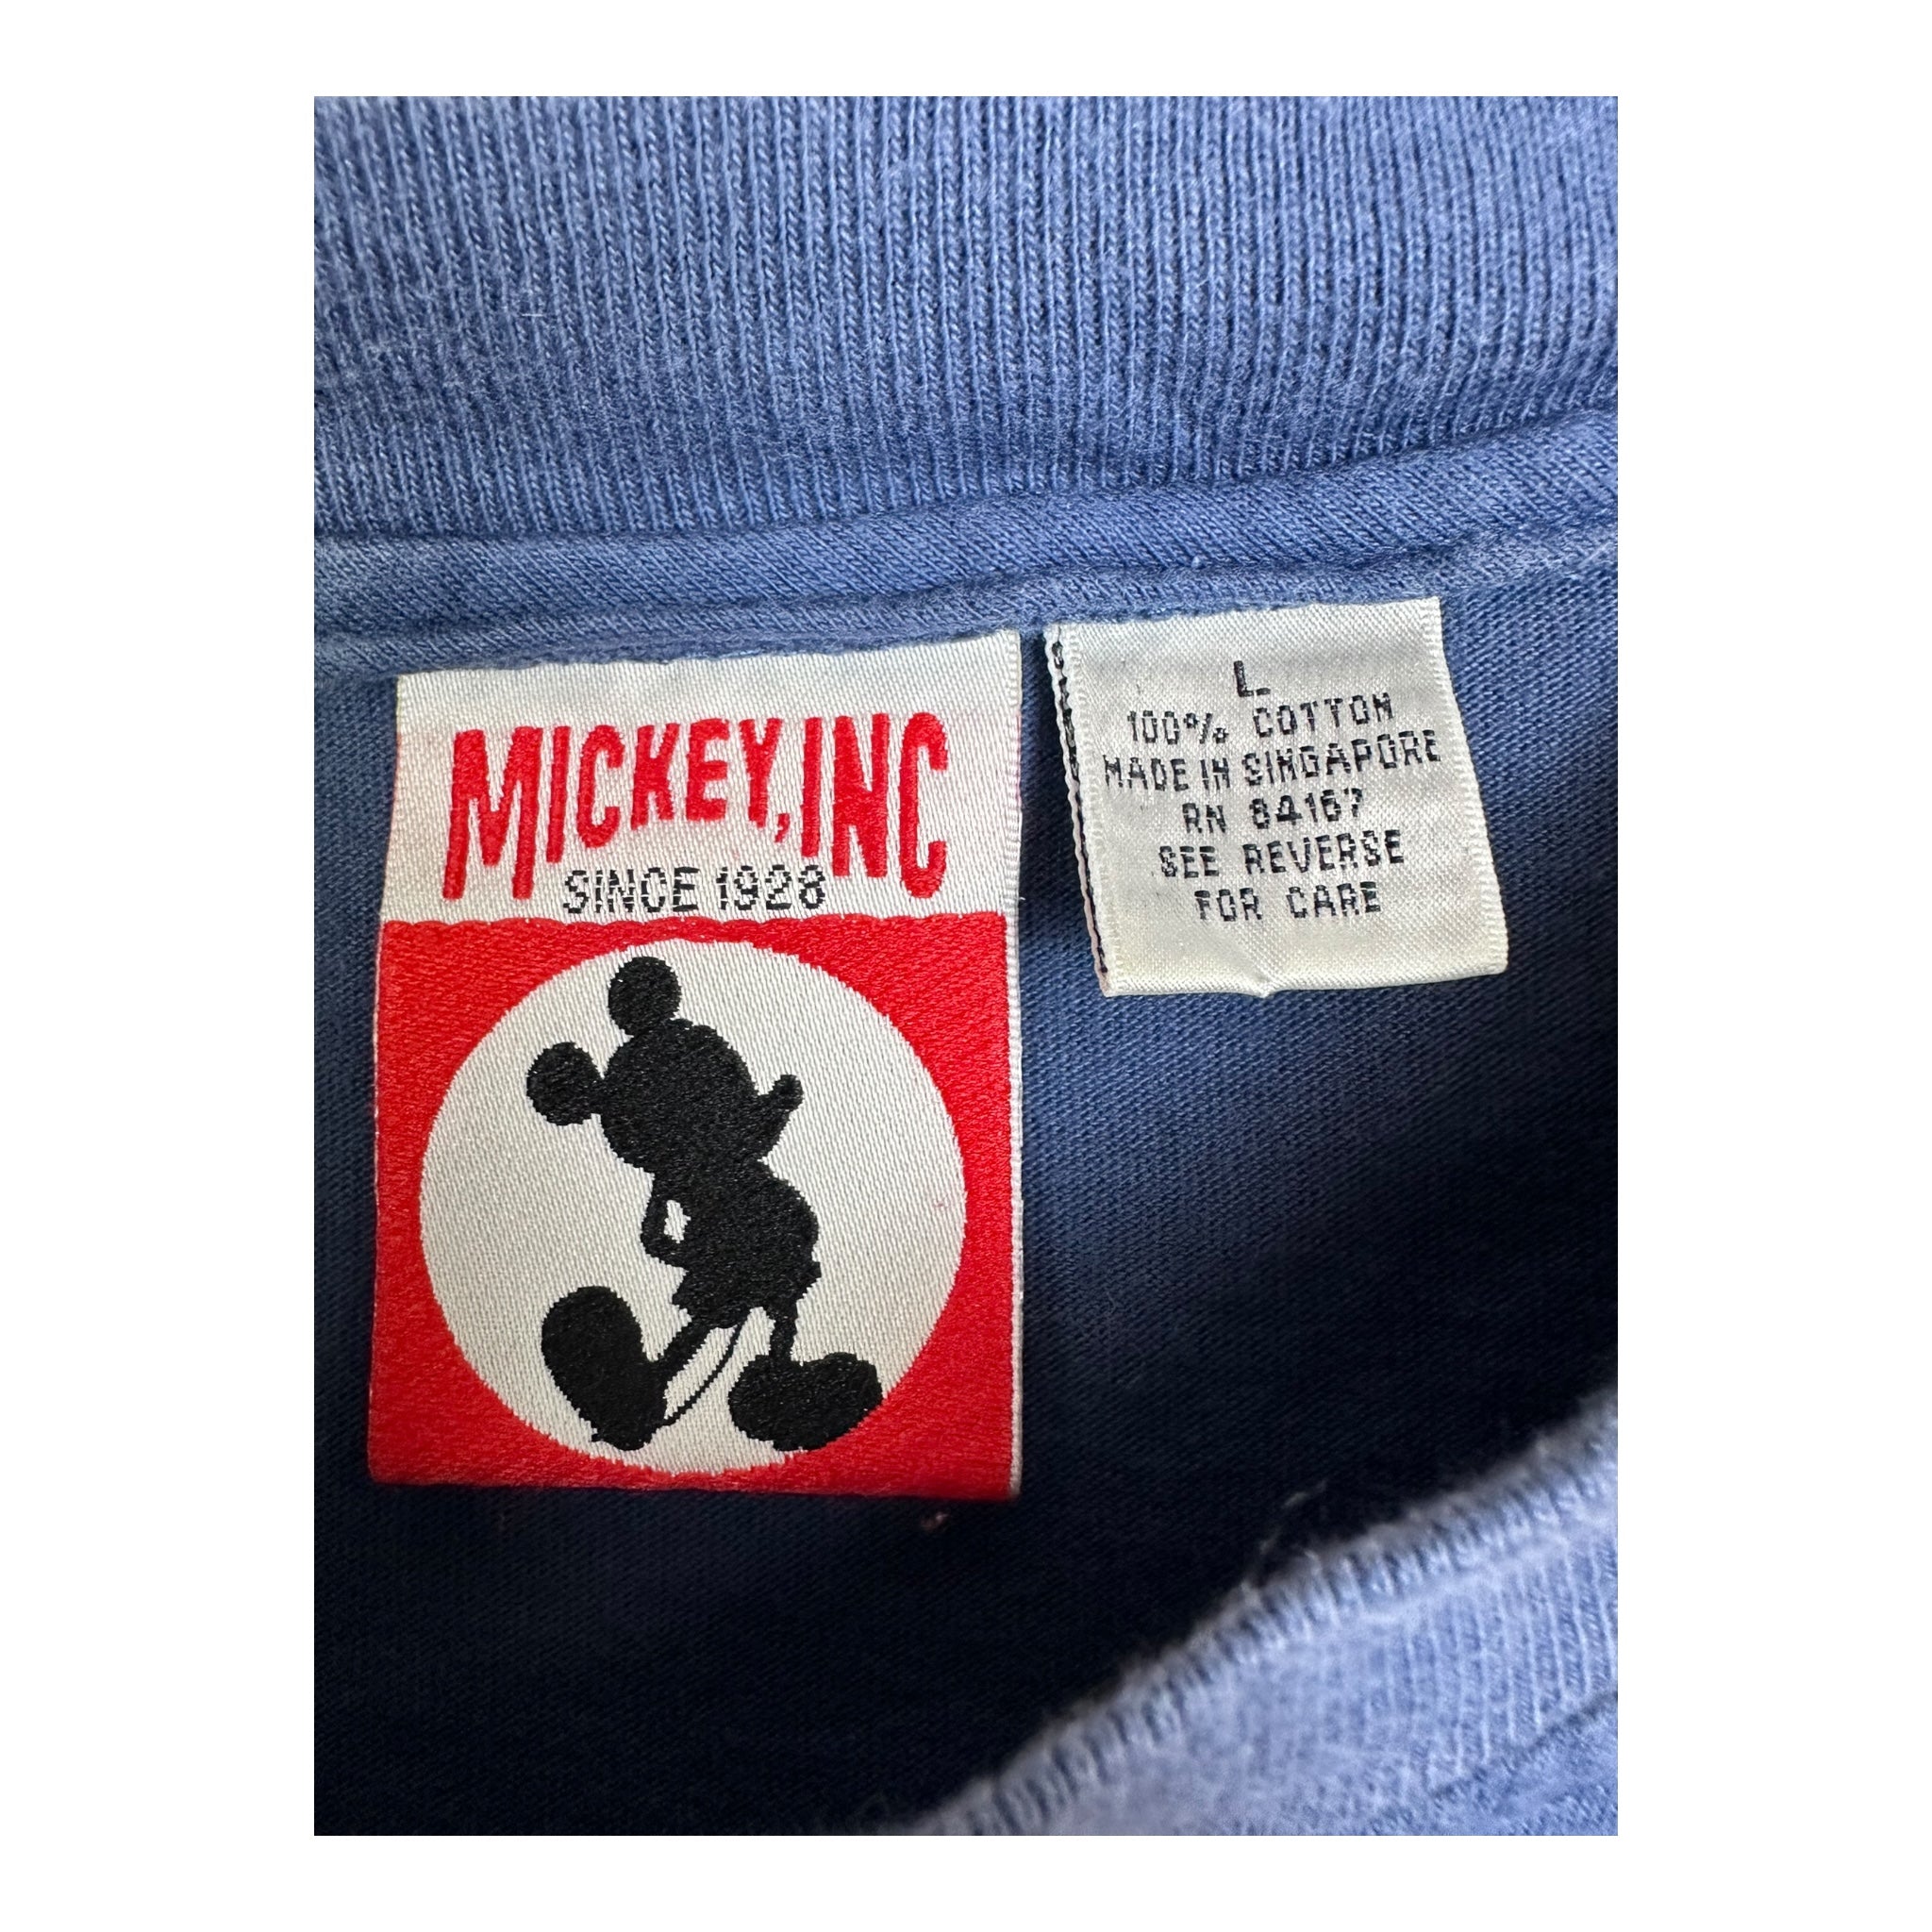 MICKEY, INC
SINCE 1928
L
100% COTTON
MADE IN SINGAPORE
RN 84167
SEE REVERSE
FOR CARE